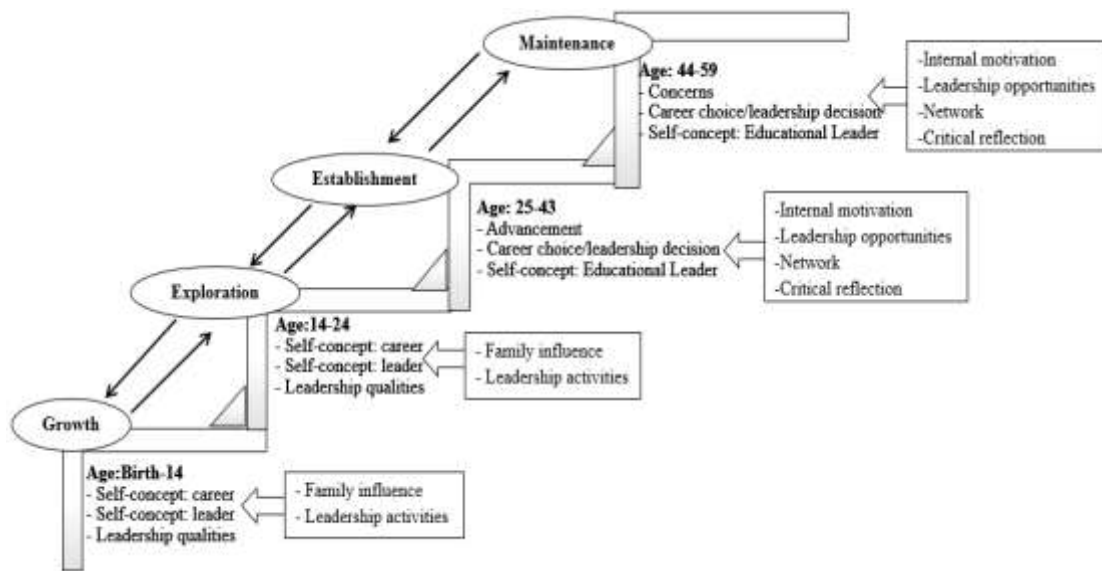 Maintenance
Age: 44-59
- Concerns
- Career choice/leadership decision
- Self-concept: Educational Leader
-Internal motivation
-Leadership opportunities
-Network
-Critical reflection
Establishment
Age: 25-43
- Advancement
- Career choice/leadership decision
- Self-concept: Educational Leader
-Internal motivation
-Leadership opportunities
-Network
-Critical reflection
Exploration
Age:14-24
- Self-concept: career
- Self-concept: leader
- Leadership qualities
- Family influence
- Leadership activities
Growth
Age:Birth-14
- Self-concept: career
- Self-concept: leader
- Leadership qualities
- Family influence
- Leadership activities